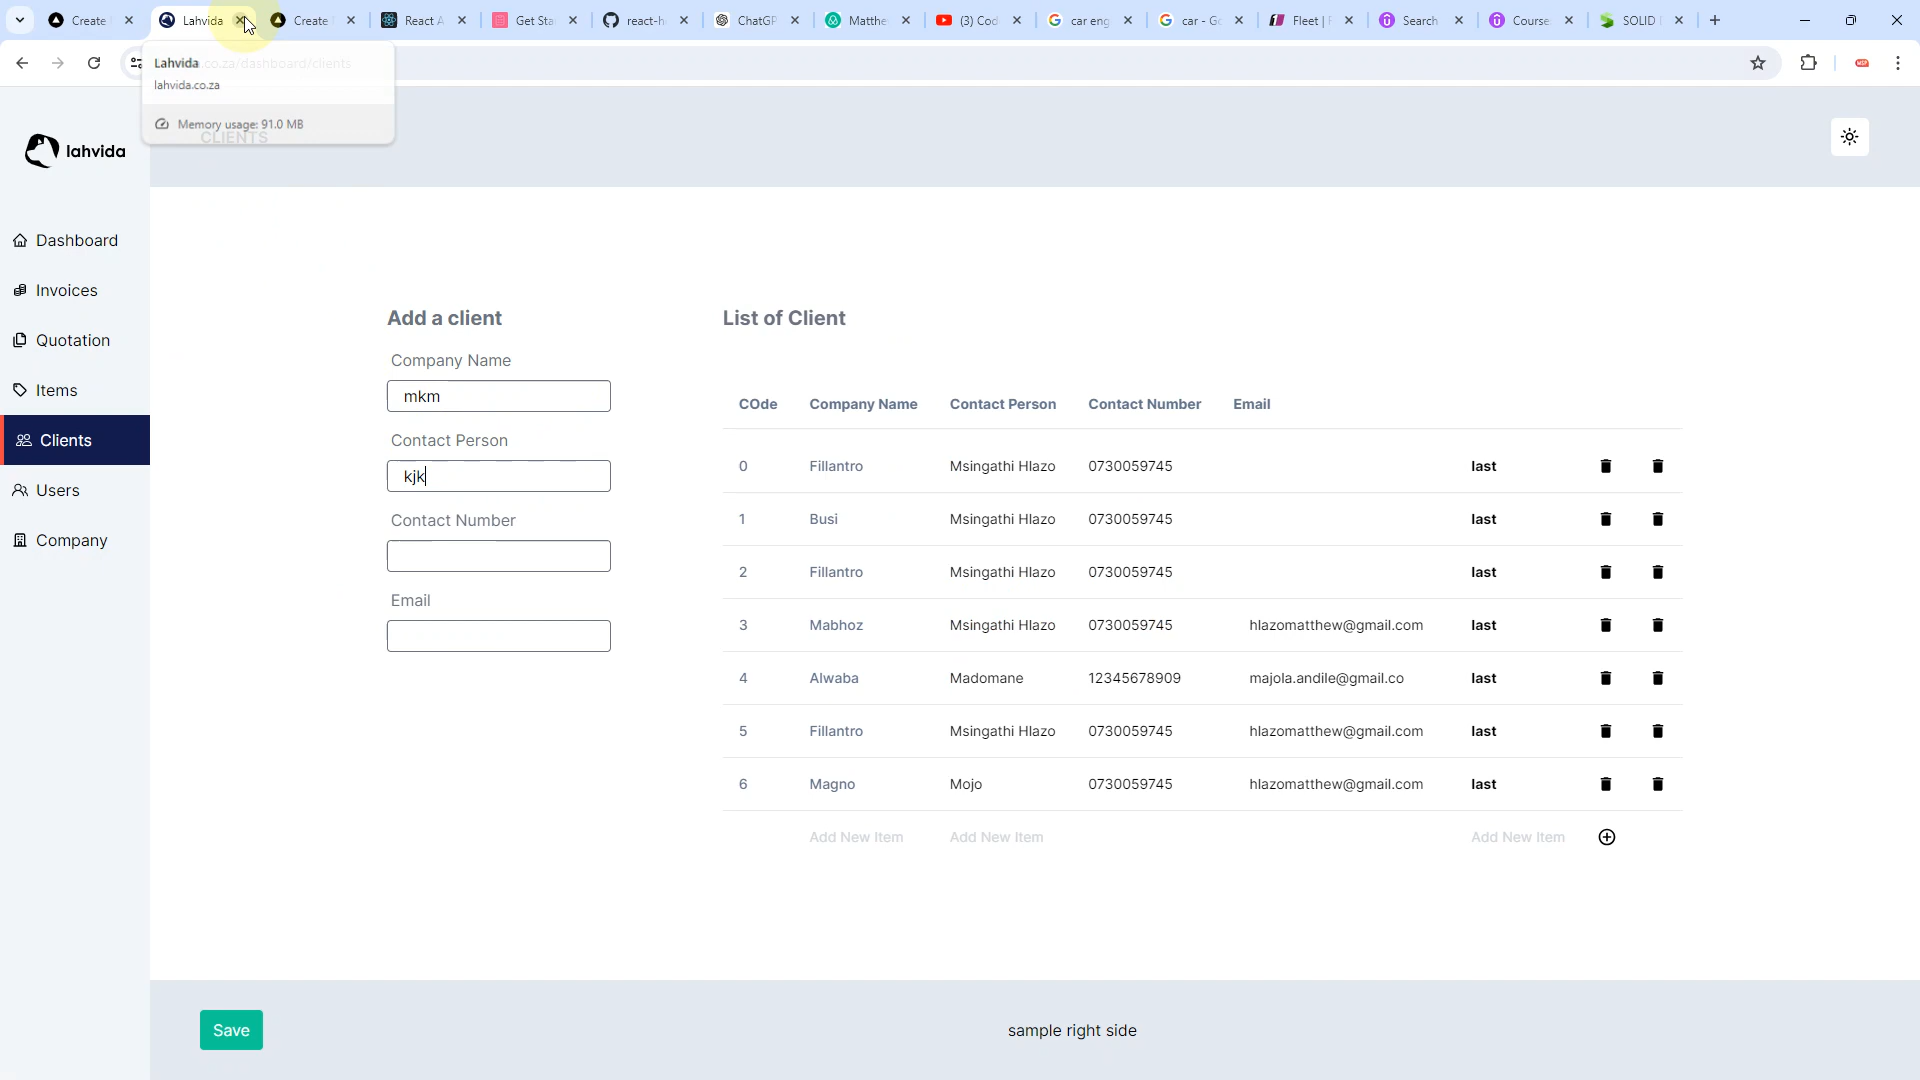 Create
Lahvida
Create
React A
Get Sta
react-h
ChatGP
Matthe
(3) Cod
car eng
car - Go
Fleet | F
Search
Course
SOLID
.co.za/dashboard/clients
Lahvida
lahvida.co.za
Memory usage: 91.0 MB
CLIENTS
lahvida
Dashboard
Invoices
Quotation
Items
Clients
Users
Company
Add a client
Company Name
mkm
Contact Person
kjk
Contact Number
Email
List of Client
COde Company Name Contact Person Contact Number Email
0 Fillantro Msingathi Hlazo 0730059745 last
1 Busi Msingathi Hlazo 0730059745 last
2 Fillantro Msingathi Hlazo 0730059745 last
3 Mabhoz Msingathi Hlazo 0730059745 hlazomatthew@gmail.com last
4 Alwaba Madomane 12345678909 majola.andile@gmail.co last
5 Fillantro Msingathi Hlazo 0730059745 hlazomatthew@gmail.com last
6 Magno Mojo 0730059745 hlazomatthew@gmail.com last
Add New Item Add New Item Add New Item
Save
sample right side